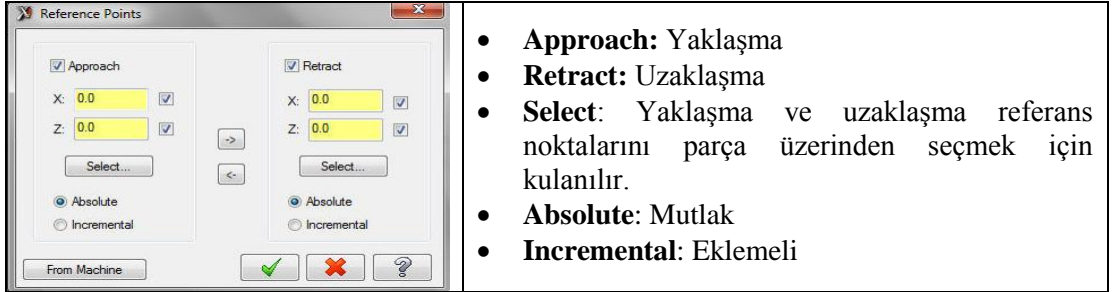 Reference Points
Approach
X: 0.0
Z: 0.0
Select...
Absolute
Incremental
->
<-
Retract
X: 0.0
Z: 0.0
Select...
Absolute
Incremental
From Machine
• Approach: Yaklaşma
• Retract: Uzaklaşma
• Select: Yaklaşma ve uzaklaşma referans
noktalarını parça üzerinden seçmek için
kulanılır.
• Absolute: Mutlak
• Incremental: Eklemeli